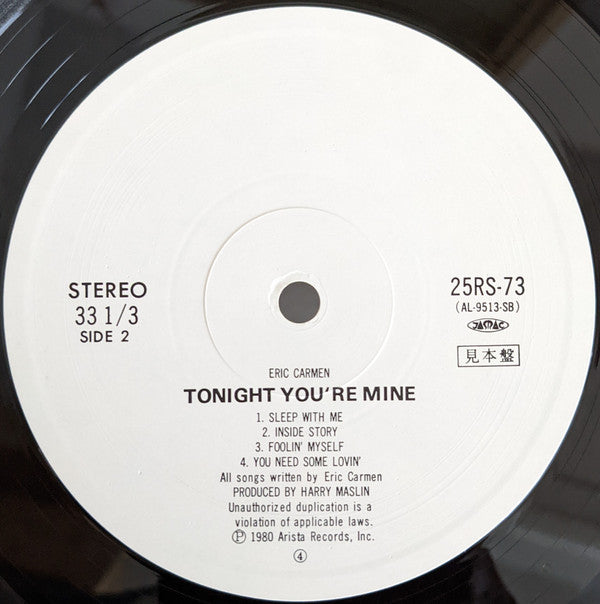 STEREO
33 1/3
SIDE 2
25RS-73
(AL-9513-SB)
JASRAC
見本盤
ERIC CARMEN
TONIGHT YOU'RE MINE
1. SLEEP WITH ME
2. INSIDE STORY
3. FOOLIN' MYSELF
4. YOU NEED SOME LOVIN'
All songs written by Eric Carmen
PRODUCED BY HARRY MASLIN
Unauthorized duplication is a
violation of applicable laws.
Ⓟ 1980 Arista Records, Inc.
④